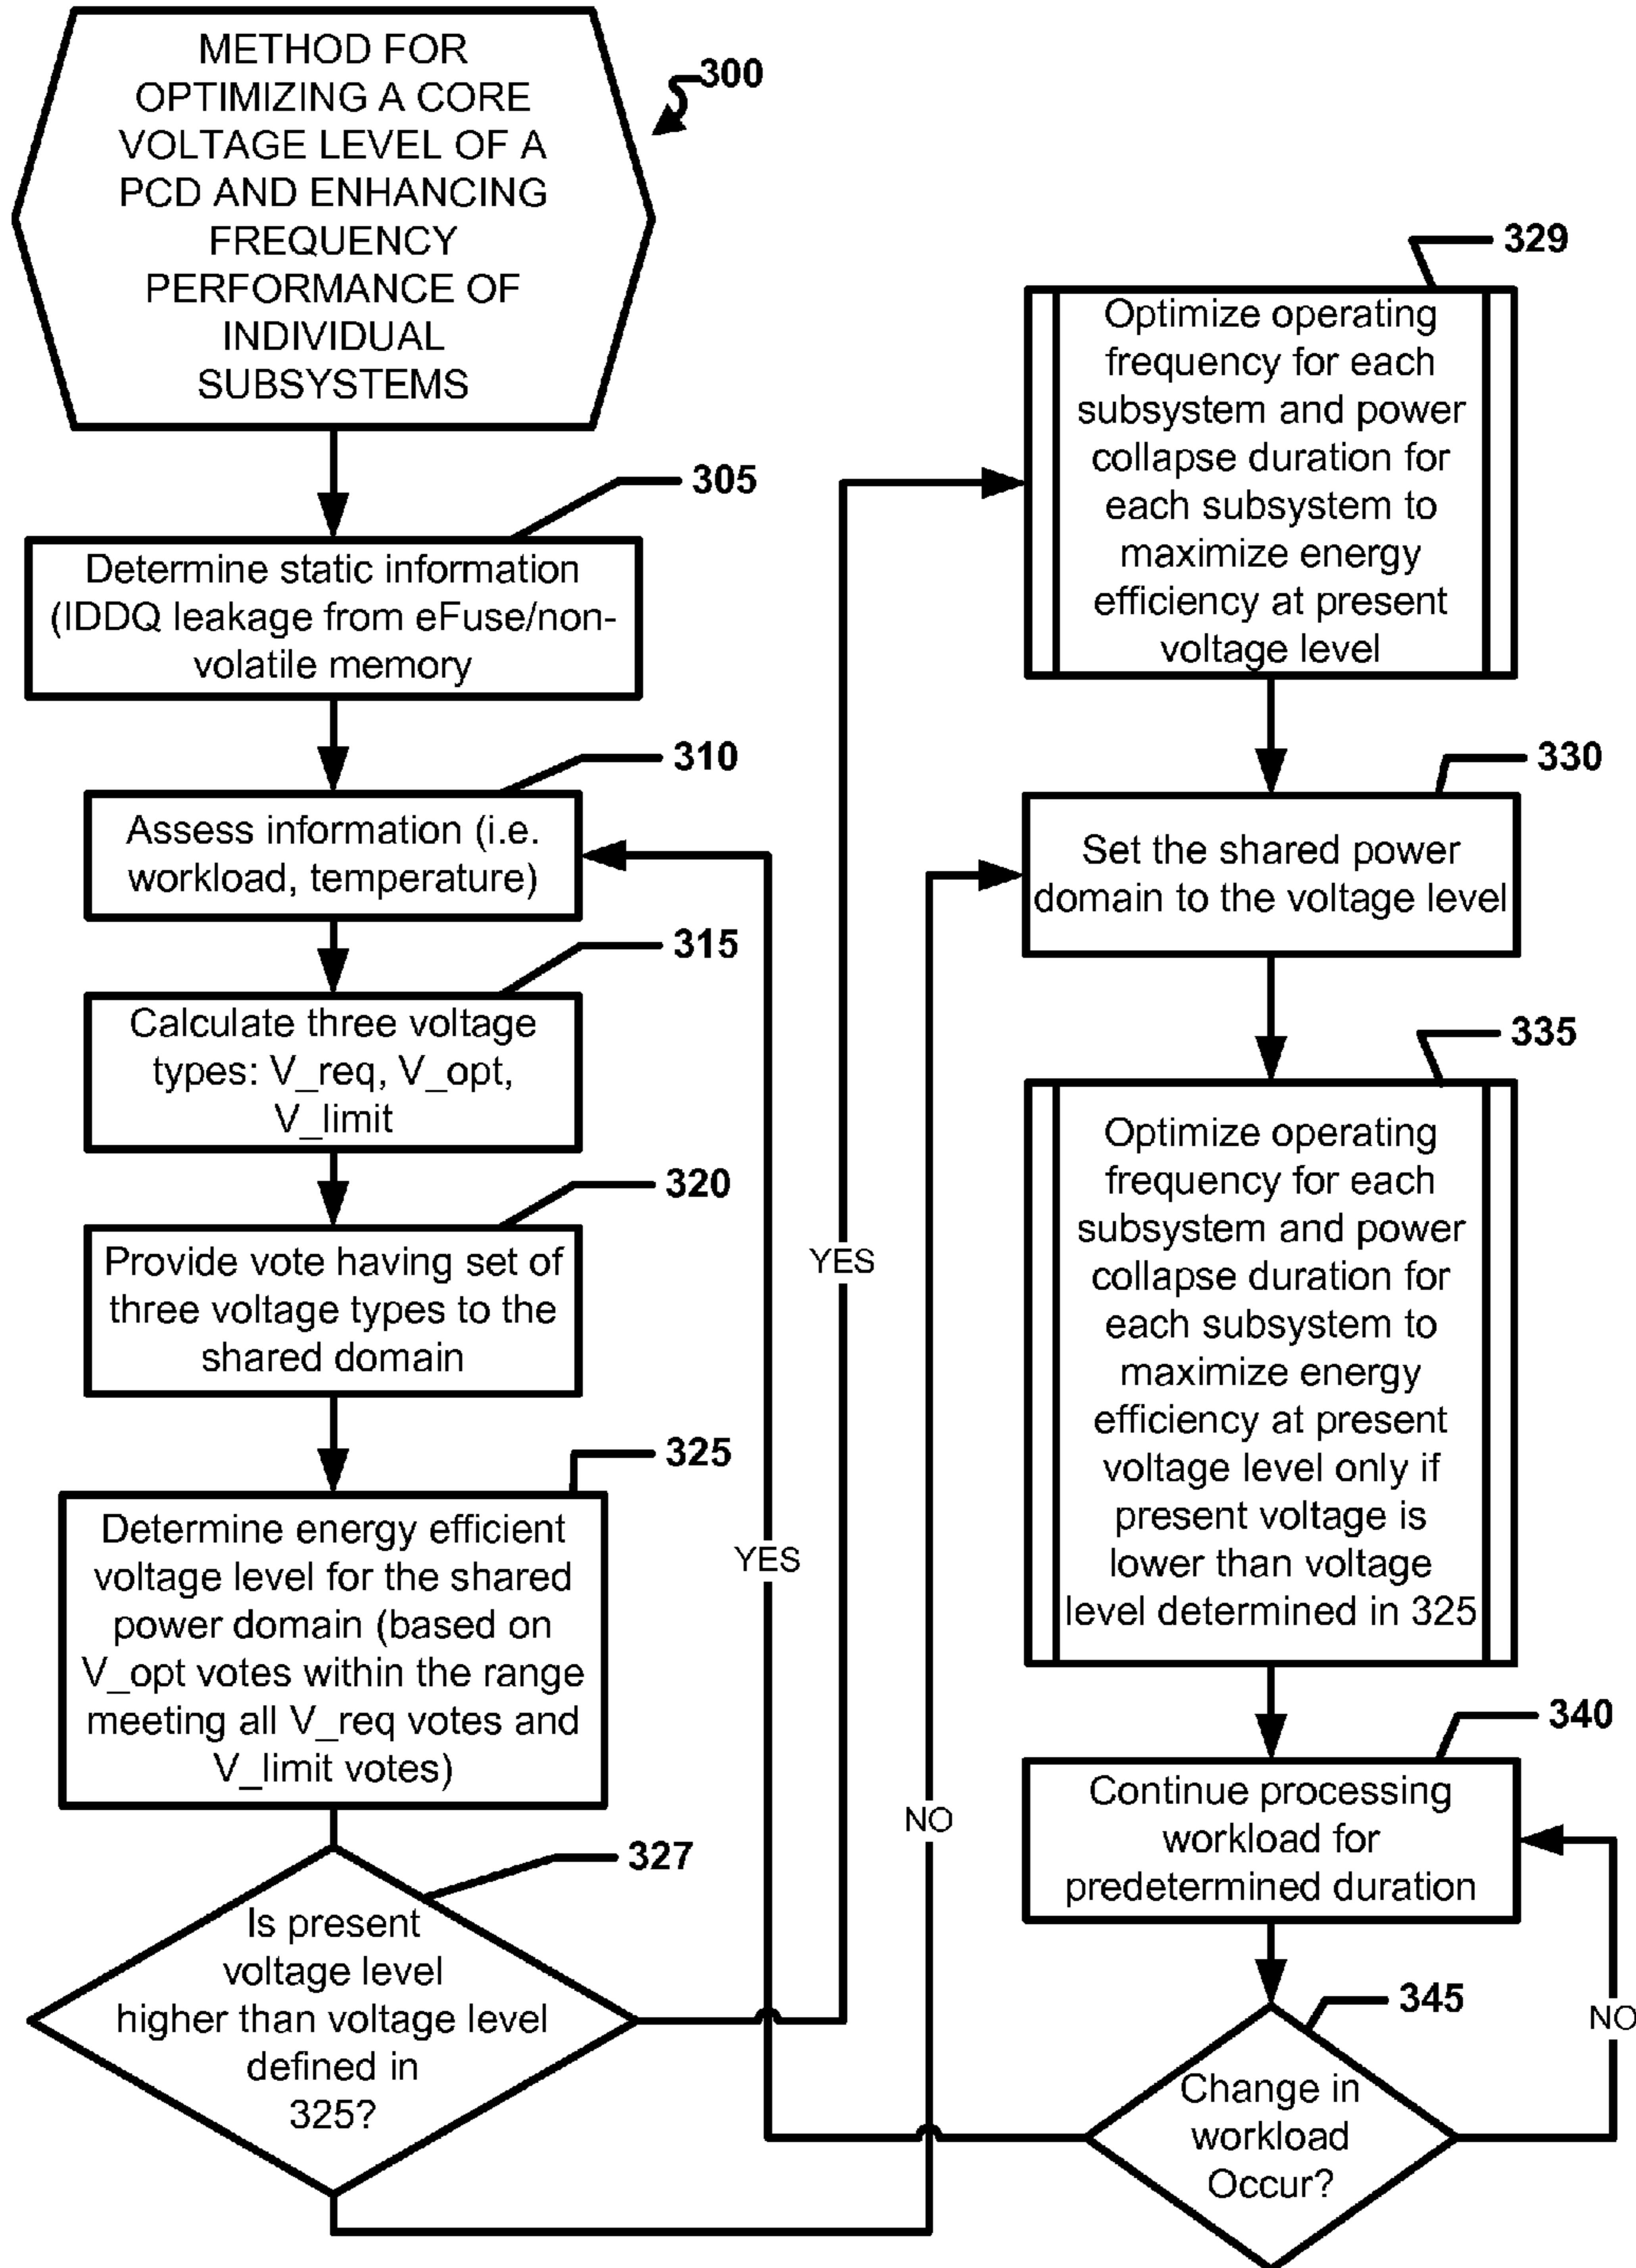 METHOD FOR
OPTIMIZING A CORE
VOLTAGE LEVEL OF A
PCD AND ENHANCING
FREQUENCY
PERFORMANCE OF
INDIVIDUAL
SUBSYSTEMS
300
305
Determine static information
(IDDQ leakage from eFuse/non-
volatile memory
310
Assess information (i.e.
workload, temperature)
315
Calculate three voltage
types: V_req, V_opt,
V_limit
320
Provide vote having set of
three voltage types to the
shared domain
325
Determine energy efficient
voltage level for the shared
power domain (based on
V_opt votes within the range
meeting all V_req votes and
V_limit votes)
327
Is present
voltage level
higher than voltage level
defined in
325?
YES
YES
NO
329
Optimize operating
frequency for each
subsystem and power
collapse duration for
each subsystem to
maximize energy
efficiency at present
voltage level
330
Set the shared power
domain to the voltage level
335
Optimize operating
frequency for each
subsystem and power
collapse duration for
each subsystem to
maximize energy
efficiency at present
voltage level only if
present voltage is
lower than voltage
level determined in 325
340
Continue processing
workload for
predetermined duration
345
Change in
workload
Occur?
NO